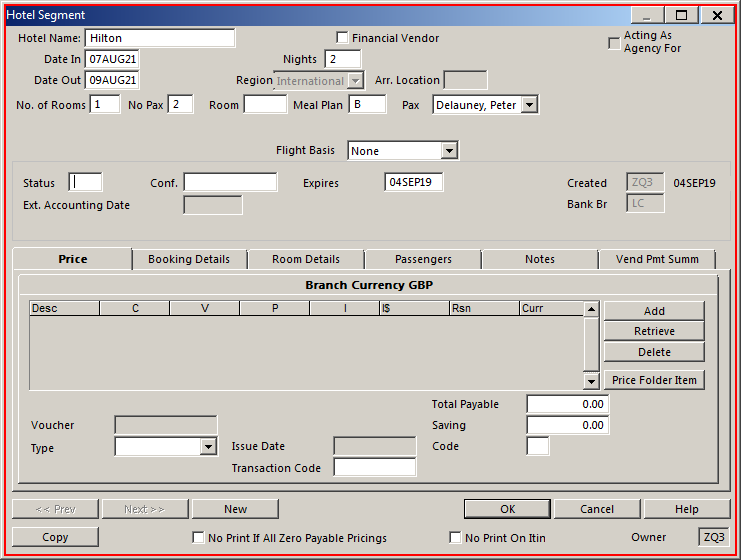 Hotel Segment
Hotel Name: Hilton Financial Vendor Acting As Agency For
Date In 07AUG21 Nights 2
Date Out 09AUG21 Region International Arr. Location
No. of Rooms 1 No Pax 2 Room Meal Plan B Pax Delauney, Peter
Flight Basis None
Status Conf. Expires 04SEP19 Created ZQ3 04SEP19
Ext. Accounting Date Bank Br LC
Price Booking Details Room Details Passengers Notes Vend Pmt Summ
Branch Currency GBP
Desc C V P I I$ Rsn Curr
Add
Retrieve
Delete
Price Folder Item
Total Payable 0.00
Voucher Saving 0.00
Type Issue Date Code
Transaction Code
<< Prev Next >> New OK Cancel Help
Copy No Print If All Zero Payable Pricings No Print On Itin Owner ZQ3